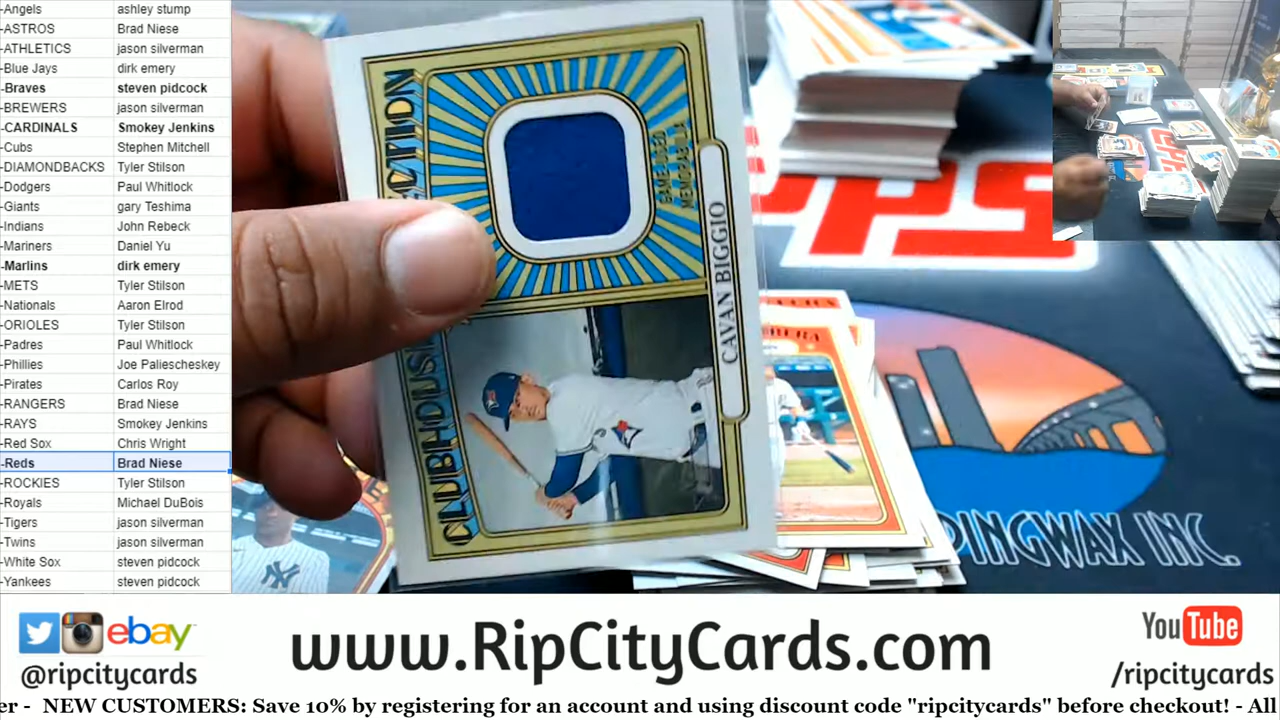 -Angels ashley stump
-ASTROS Brad Niese
-ATHLETICS jason silverman
-Blue Jays dirk emery
-Braves steven pidcock
-BREWERS jason silverman
-CARDINALS Smokey Jenkins
-Cubs Stephen Mitchell
-DIAMONDBACKS Tyler Stilson
-Dodgers Paul Whitlock
-Giants gary Teshima
-Indians John Rebeck
-Mariners Daniel Yu
-Marlins dirk emery
-METS Tyler Stilson
-Nationals Aaron Elrod
-ORIOLES Tyler Stilson
-Padres Paul Whitlock
-Phillies Joe Paliescheskey
-Pirates Carlos Roy
-RANGERS Brad Niese
-RAYS Smokey Jenkins
-Red Sox Chris Wright
-Reds Brad Niese
-ROCKIES Tyler Stilson
-Royals Michael DuBois
-Tigers jason silverman
-Twins jason silverman
-White Sox steven pidcock
-Yankees steven pidcock
CAVAN BIGGIO
PPS
PINGWAX INC.
ebay
@ripcitycards
www.RipCityCards.com
YouTube
/ripcitycards
er - NEW CUSTOMERS: Save 10% by registering for an account and using discount code "ripcitycards" before checkout! - All